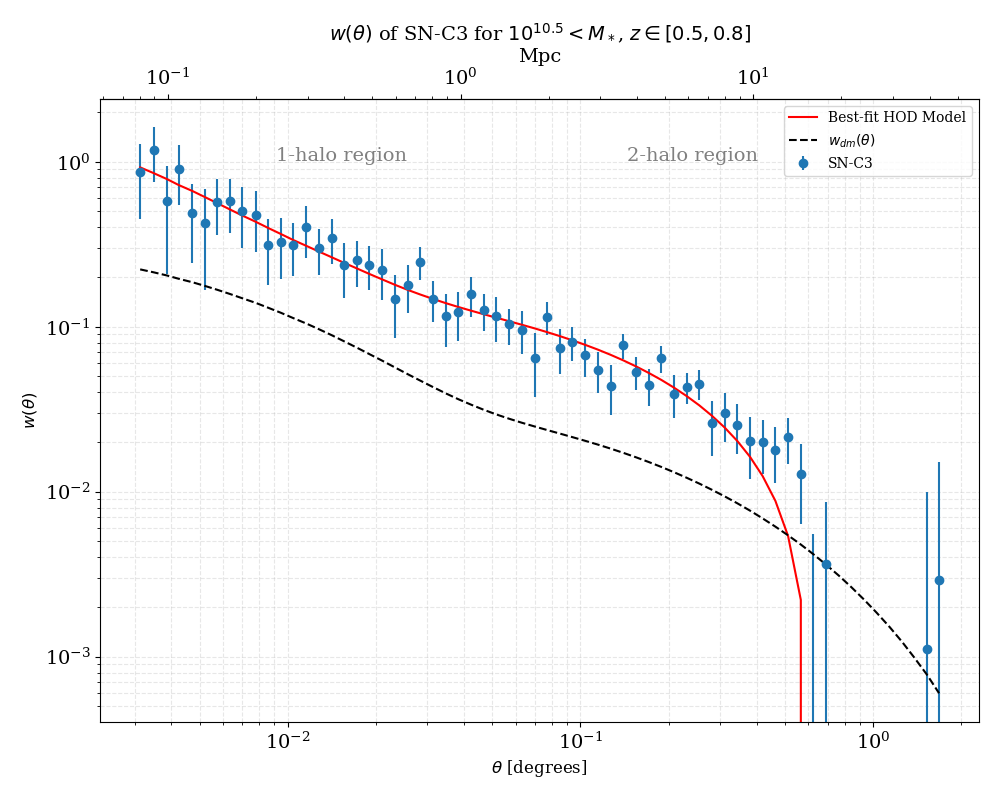 w(θ) of SN-C3 for 10^10.5 < M_*, z ∈ [0.5, 0.8]
Mpc
10^−1 10^0 10^1
1-halo region 2-halo region
Best-fit HOD Model
w_dm(θ)
SN-C3
10^0
10^−1
10^−2
10^−3
w(θ)
10^−2 10^−1 10^0
θ [degrees]